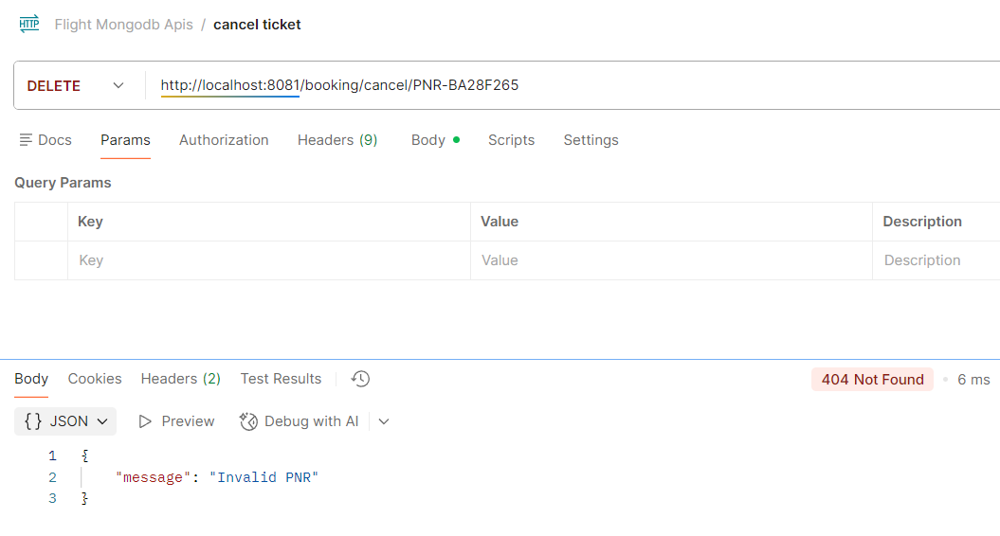 HTTP Flight Mongodb Apis / cancel ticket
DELETE http://localhost:8081/booking/cancel/PNR-BA28F265
Docs Params Authorization Headers (9) Body Scripts Settings
Query Params
Key Value Description
Key Value Description
Body Cookies Headers (2) Test Results 404 Not Found 6 ms
{} JSON Preview Debug with AI
1 {
2 "message": "Invalid PNR"
3 }